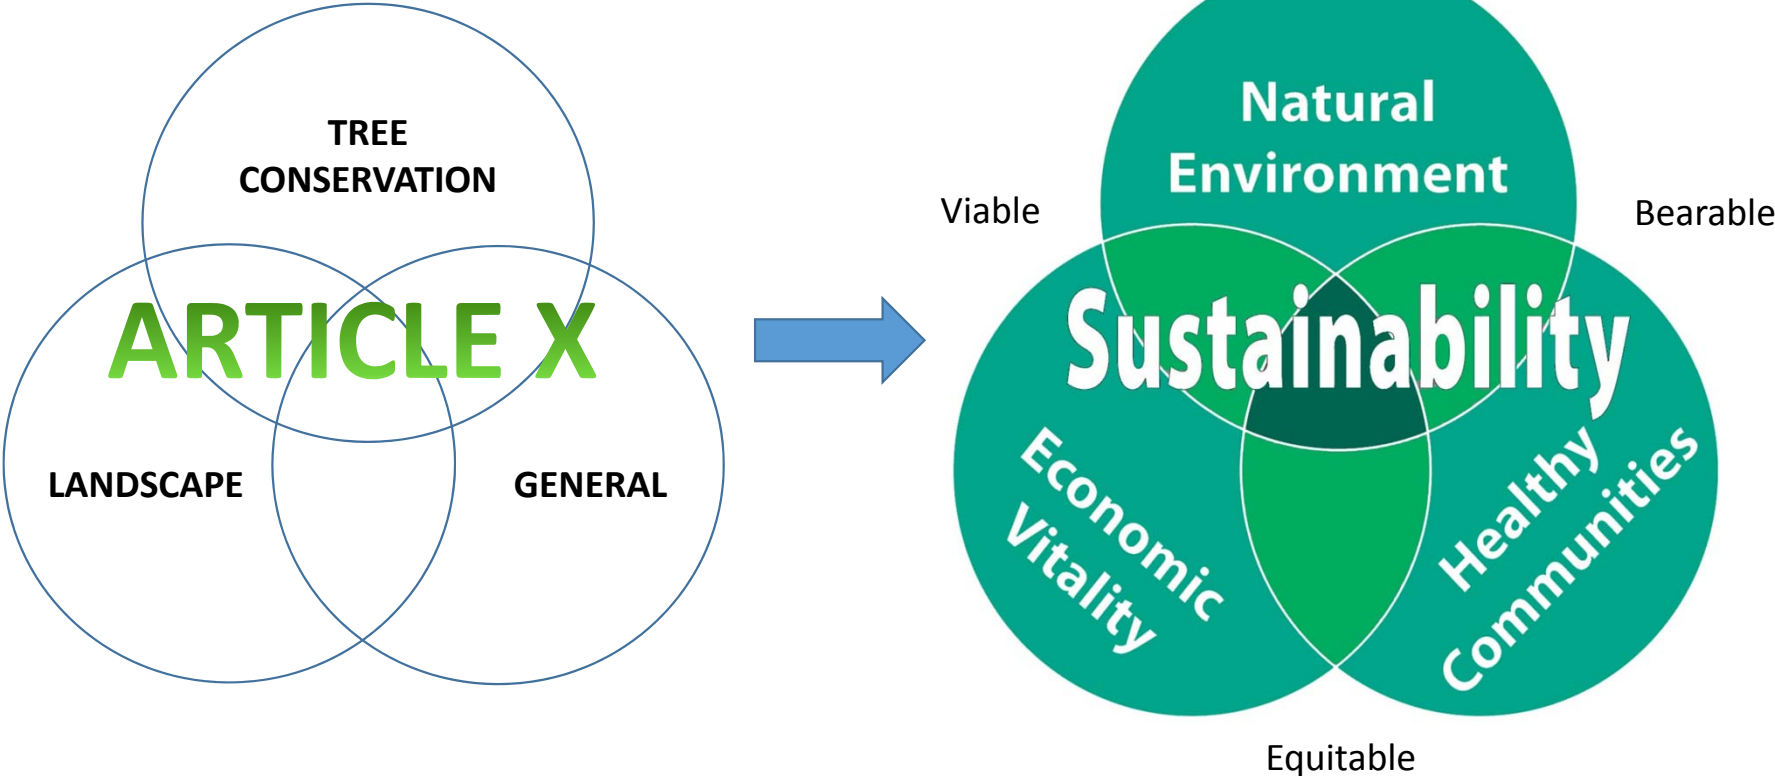 TREE
CONSERVATION
ARTICLE X
LANDSCAPE
GENERAL
Natural
Environment
Viable
Bearable
Sustainability
Economic
Vitality
Healthy
Communities
Equitable